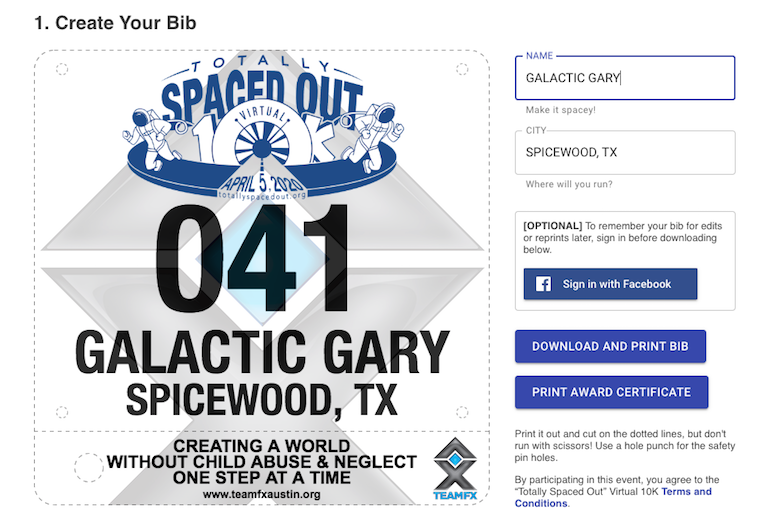 1. Create Your Bib
TOTALLY
SPACED OUT
VIRTUAL
10K
APRIL 5, 2020
totallyspacedout.org
041
GALACTIC GARY
SPICEWOOD, TX
CREATING A WORLD
WITHOUT CHILD ABUSE & NEGLECT
ONE STEP AT A TIME
www.teamfxaustin.org
TEAMFX
NAME
GALACTIC GARY
Make it spacey!
CITY
SPICEWOOD, TX
Where will you run?
[OPTIONAL] To remember your bib for edits
or reprints later, sign in before downloading
below.
Sign in with Facebook
DOWNLOAD AND PRINT BIB
PRINT AWARD CERTIFICATE
Print it out and cut on the dotted lines, but don't
run with scissors! Use a hole punch for the safety
pin holes.
By participating in this event, you agree to the
“Totally Spaced Out” Virtual 10K Terms and
Conditions.